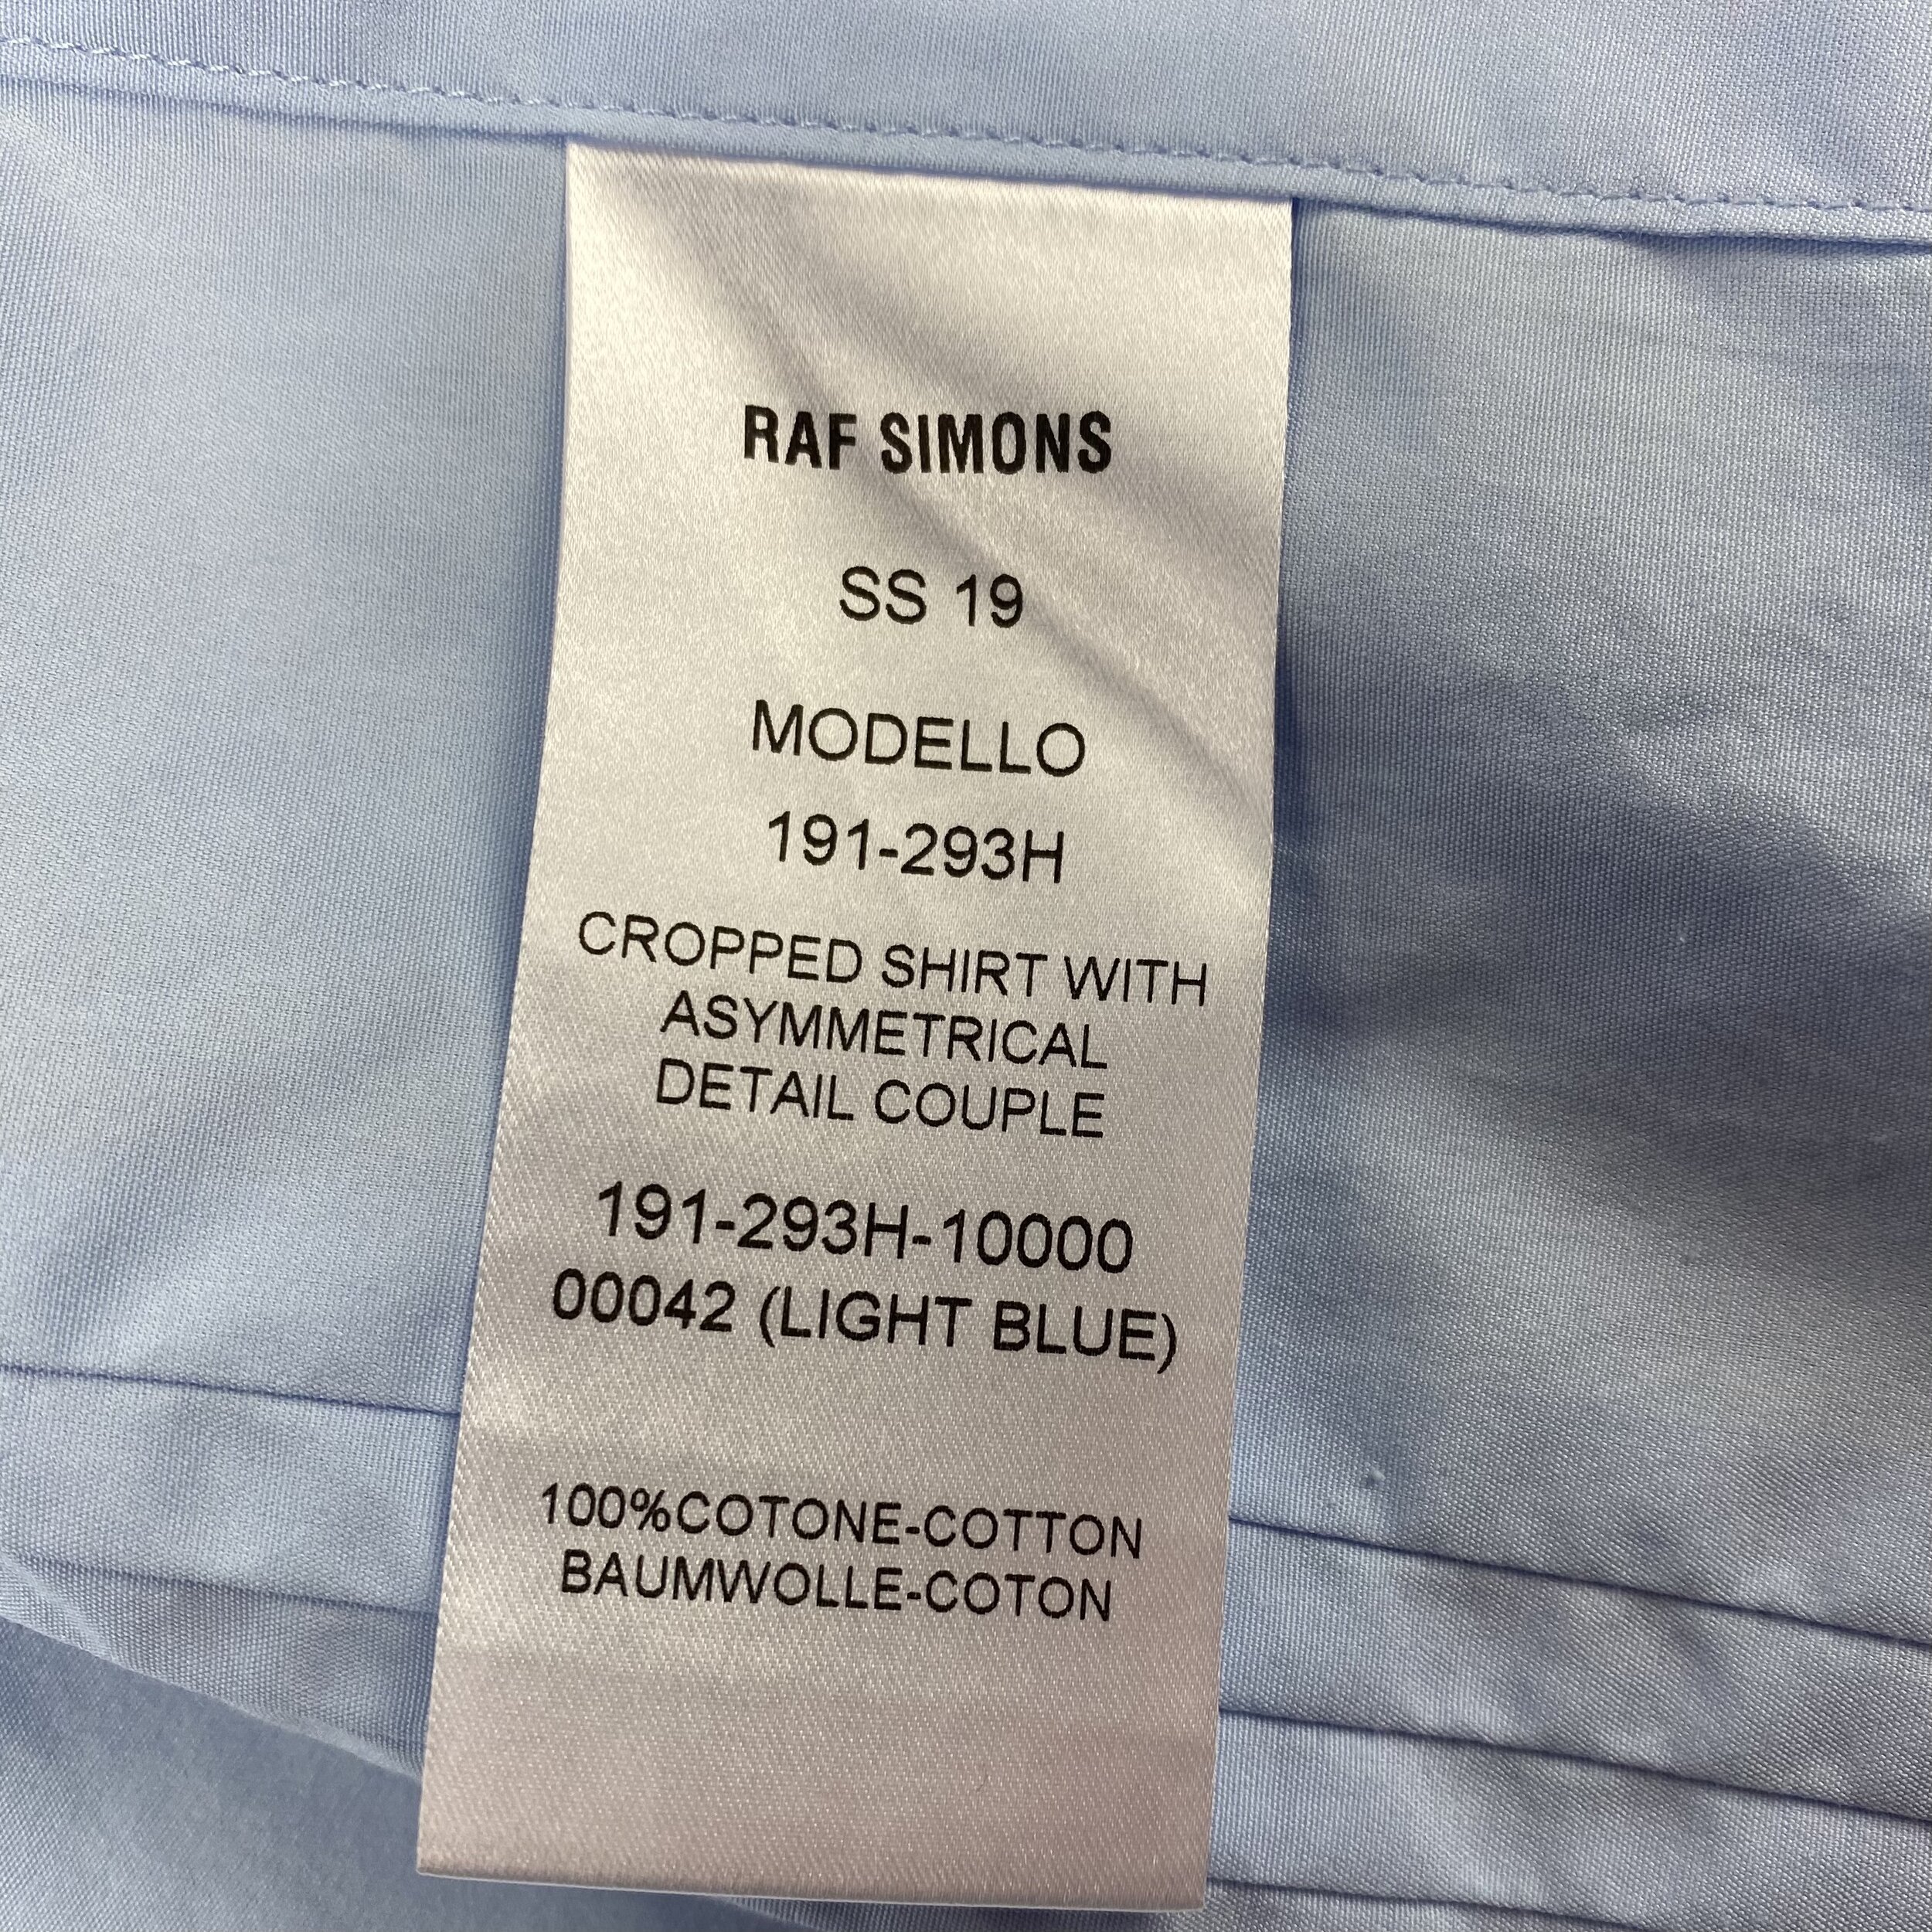 RAF SIMONS
SS 19
MODELLO
191-293H
CROPPED SHIRT WITH
ASYMMETRICAL
DETAIL COUPLE
191-293H-10000
00042 (LIGHT BLUE)
100%COTONE-COTTON
BAUMWOLLE-COTON